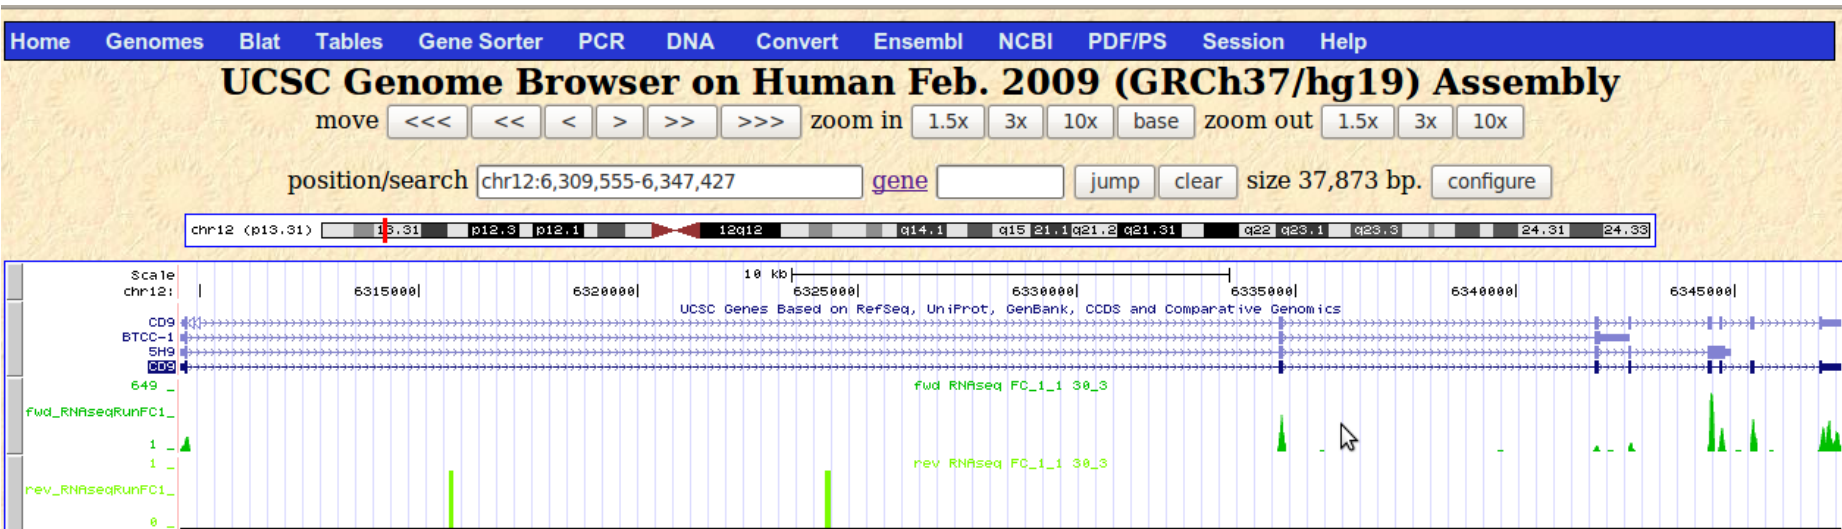 Home Genomes Blat Tables Gene Sorter PCR DNA Convert Ensembl NCBI PDF/PS Session Help
UCSC Genome Browser on Human Feb. 2009 (GRCh37/hg19) Assembly
move <<< << < > >> >>> zoom in 1.5x 3x 10x base zoom out 1.5x 3x 10x
position/search chr12:6,309,555-6,347,427 gene jump clear size 37,873 bp. configure
chr12 (p13.31) 13.31 p12.3 p12.1 12q12 q14.1 q15 21.1 q21.2 q21.31 q22 q23.1 q23.3 24.31 24.33
Scale 10 kb
chr12: 6315000 6320000 6325000 6330000 6335000 6340000 6345000
UCSC Genes Based on RefSeq, UniProt, GenBank, CCDS and Comparative Genomics
CD9
BTCC-1
5H9
CD9
649 _ fwd RNAseq FC_1_1 30_3
fwd_RNAseqRunFC1_
1 _
1 _ rev RNAseq FC_1_1 30_3
rev_RNAseqRunFC1_
0 _